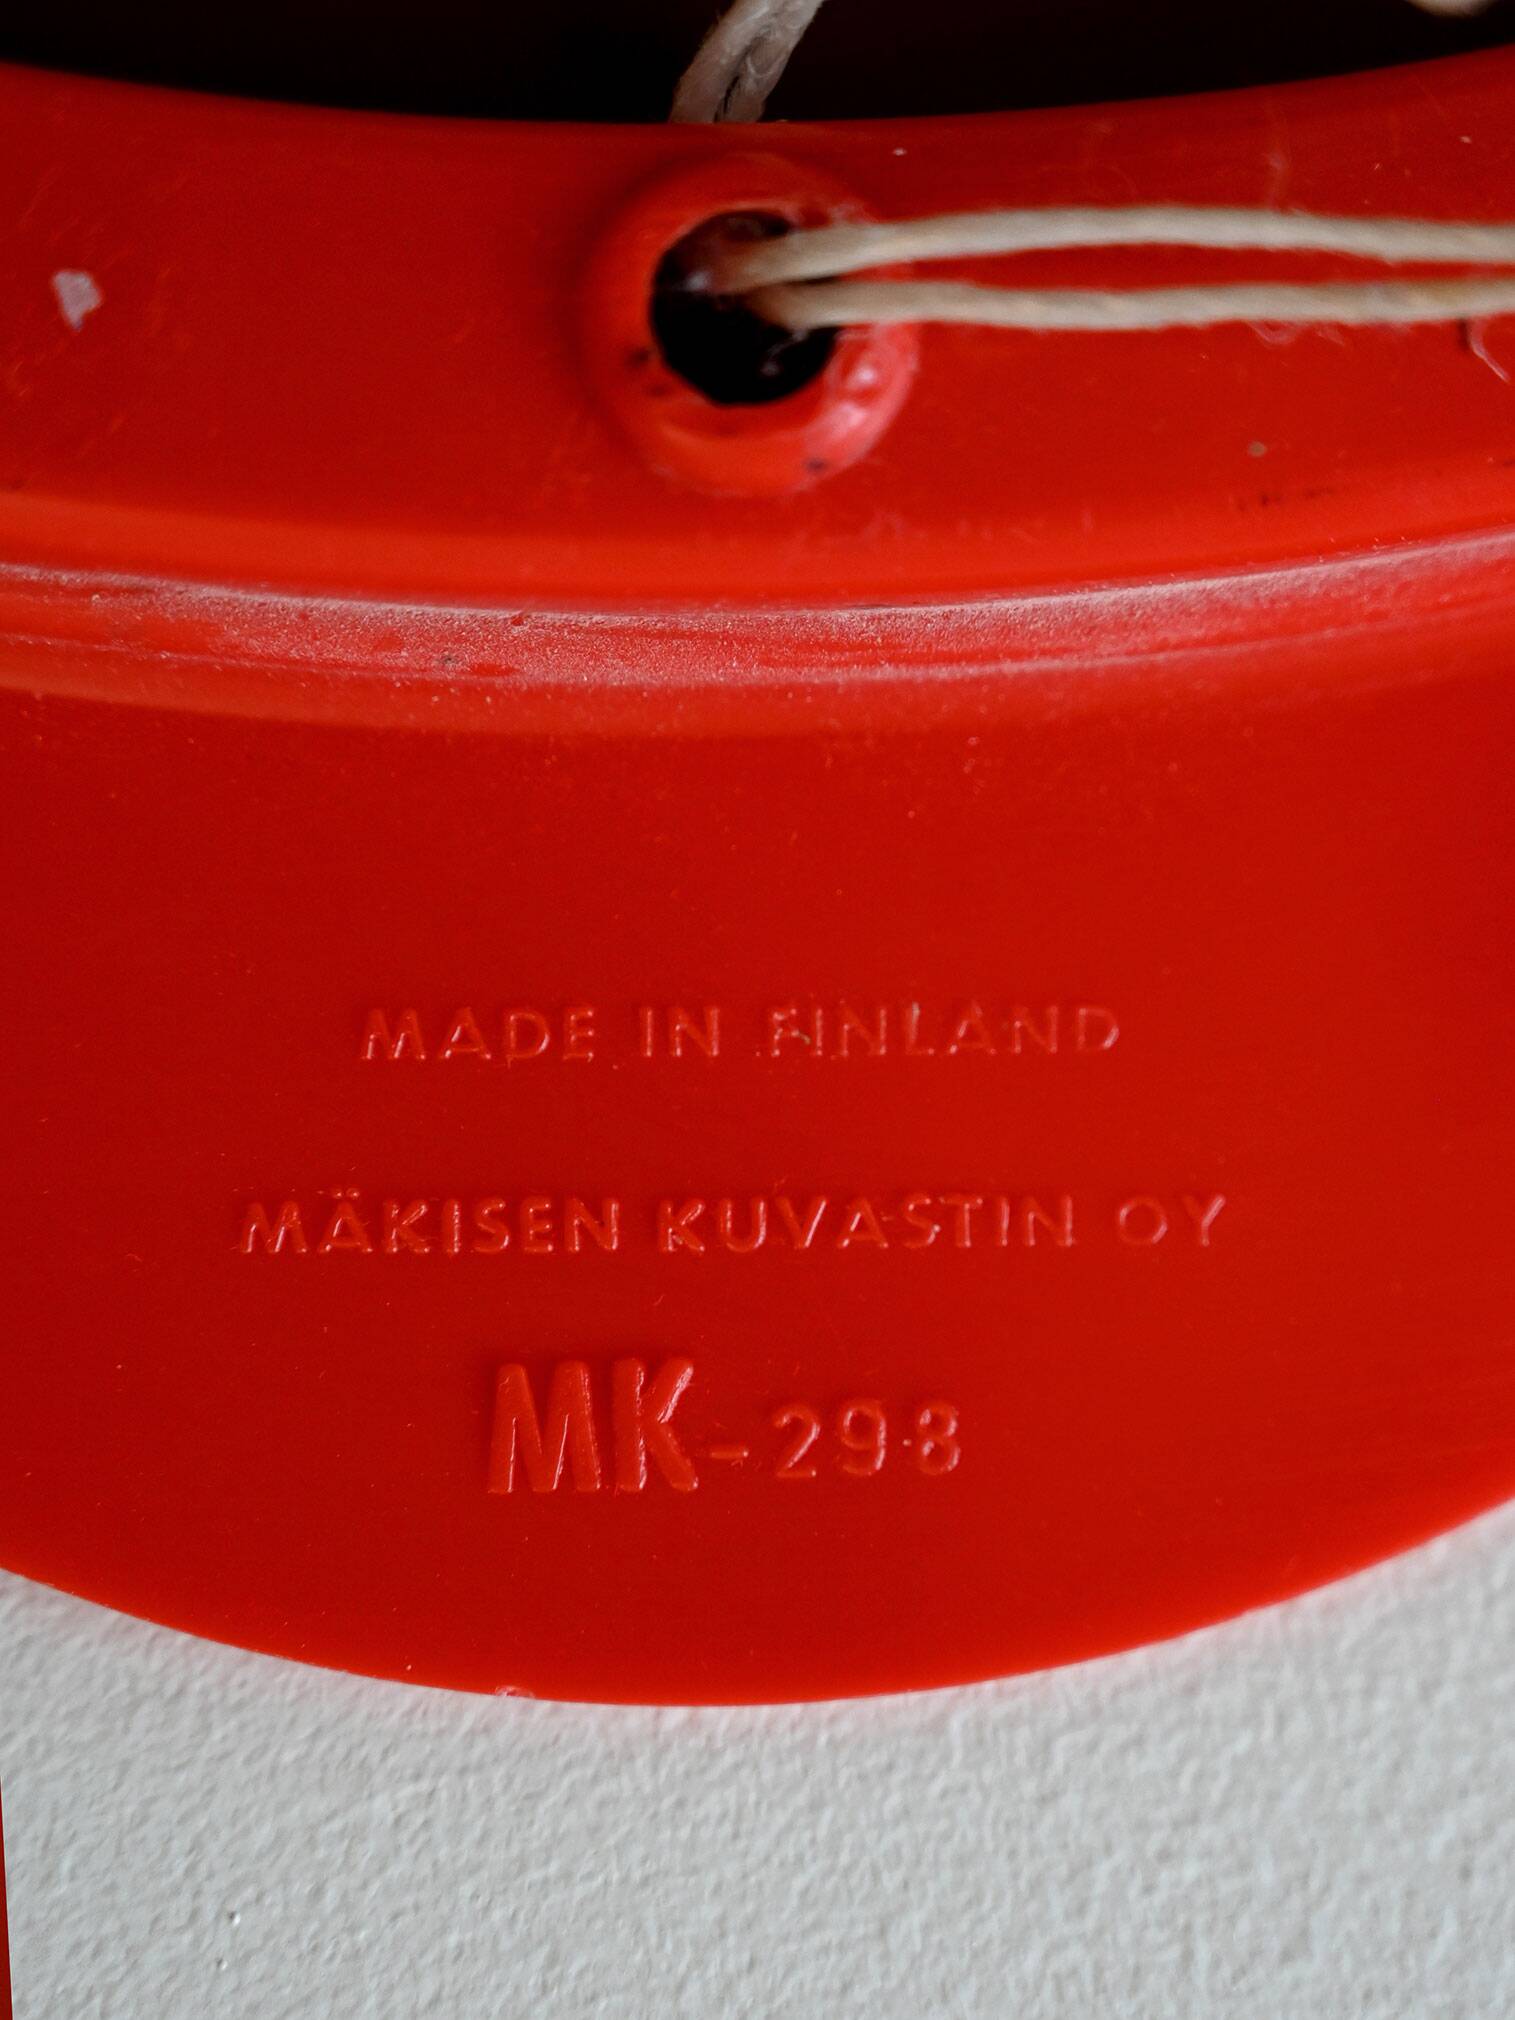 MADE IN FINLAND
MÄKISEN KUVASTIN OY
MK-298